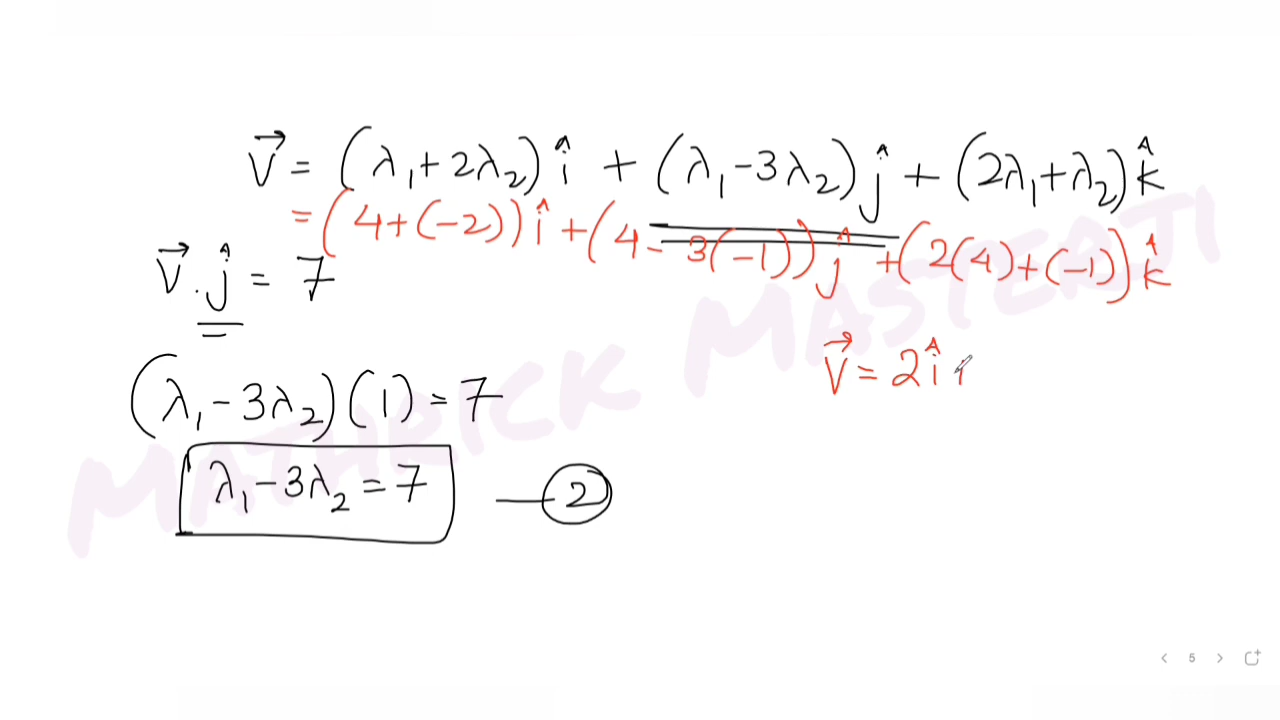 V⃗ = (λ₁+2λ₂)î + (λ₁-3λ₂)ĵ + (2λ₁+λ₂)k̂
= (4+(-2))î + (4-3(-1))ĵ + (2(4)+(-1))k̂
V⃗.ĵ = 7
V⃗ = 2î
(λ₁-3λ₂)(1) = 7
λ₁-3λ₂ = 7 — 2
MATHRICK MASTERJI
< 5 >